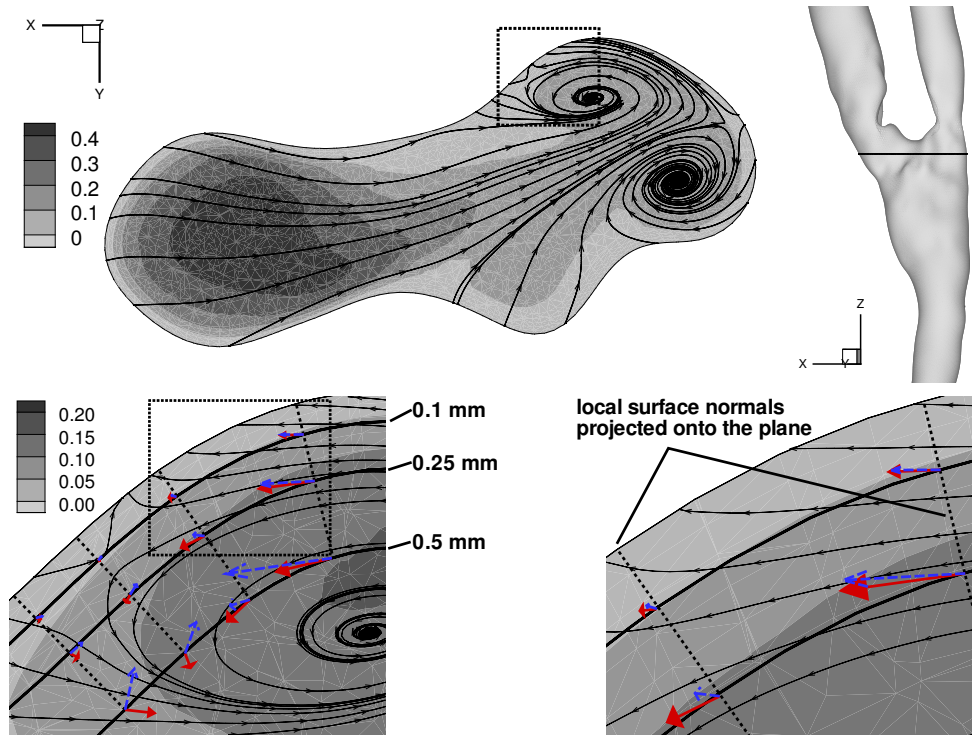 X
Z
Y
0.4
0.3
0.2
0.1
0
Z
X
Y
0.20
0.15
0.10
0.05
0.00
0.1 mm
0.25 mm
0.5 mm
local surface normals
projected onto the plane